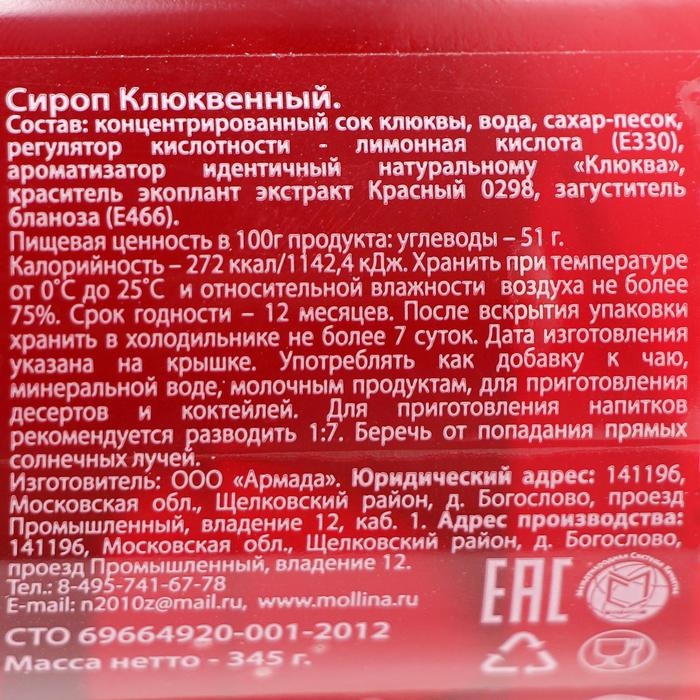 Сироп Клюквенный.
Состав: концентрированный сок клюквы, вода, сахар-песок,
регулятор кислотности - лимонная кислота (Е330),
ароматизатор идентичный натуральному «Клюква»,
краситель экоплант экстракт Красный 0298, загуститель
бланоза (Е466).
Пищевая ценность в 100г продукта: углеводы – 51 г.
Калорийность – 272 ккал/1142,4 кДж. Хранить при температуре
от 0˚С до 25˚С и относительной влажности воздуха не более
75%. Срок годности – 12 месяцев. После вскрытия упаковки
хранить в холодильнике не более 7 суток. Дата изготовления
указана на крышке. Употреблять как добавку к чаю,
минеральной воде, молочным продуктам, для приготовления
десертов и коктейлей. Для приготовления напитков
рекомендуется разводить 1:7. Беречь от попадания прямых
солнечных лучей.
Изготовитель: ООО «Армада». Юридический адрес: 141196,
Московская обл., Щелковский район, д. Богослово, проезд
Промышленный, владение 12, каб. 1. Адрес производства:
141196, Московская обл., Щелковский район, д. Богослово,
проезд Промышленный, владение 12.
Тел.: 8-495-741-67-78
E-mail: n2010z@mail.ru, www.mollina.ru
СТО 69664920-001-2012
Масса нетто - 345 г.
ЕАС